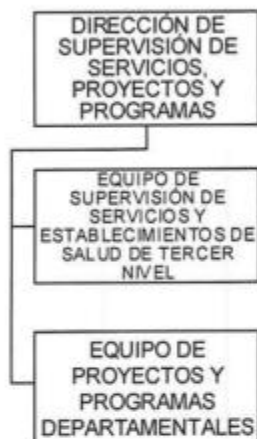 DIRECCIÓN DE
SUPERVISIÓN DE
SERVICIOS,
PROYECTOS Y
PROGRAMAS
EQUIPO DE
SUPERVISIÓN DE
SERVICIOS Y
ESTABLECIMIENTOS DE
SALUD DE TERCER
NIVEL
EQUIPO DE
PROYECTOS Y
PROGRAMAS
DEPARTAMENTALES